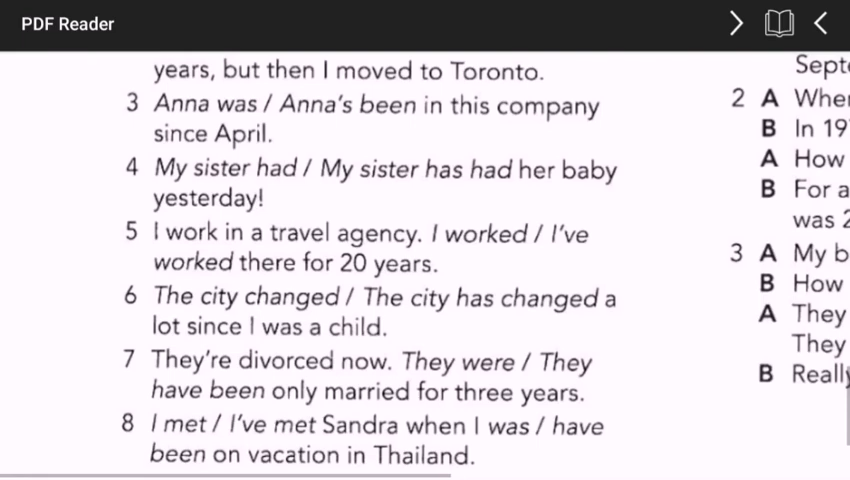 PDF Reader
years, but then I moved to Toronto.
3 Anna was / Anna's been in this company
since April.
4 My sister had / My sister has had her baby
yesterday!
5 I work in a travel agency. I worked / I've
worked there for 20 years.
6 The city changed / The city has changed a
lot since I was a child.
7 They're divorced now. They were / They
have been only married for three years.
8 I met / I've met Sandra when I was / have
been on vacation in Thailand.
2 A
B In 19
A How
B For a
was 2
3 A My b
B How
A They
They
B Really